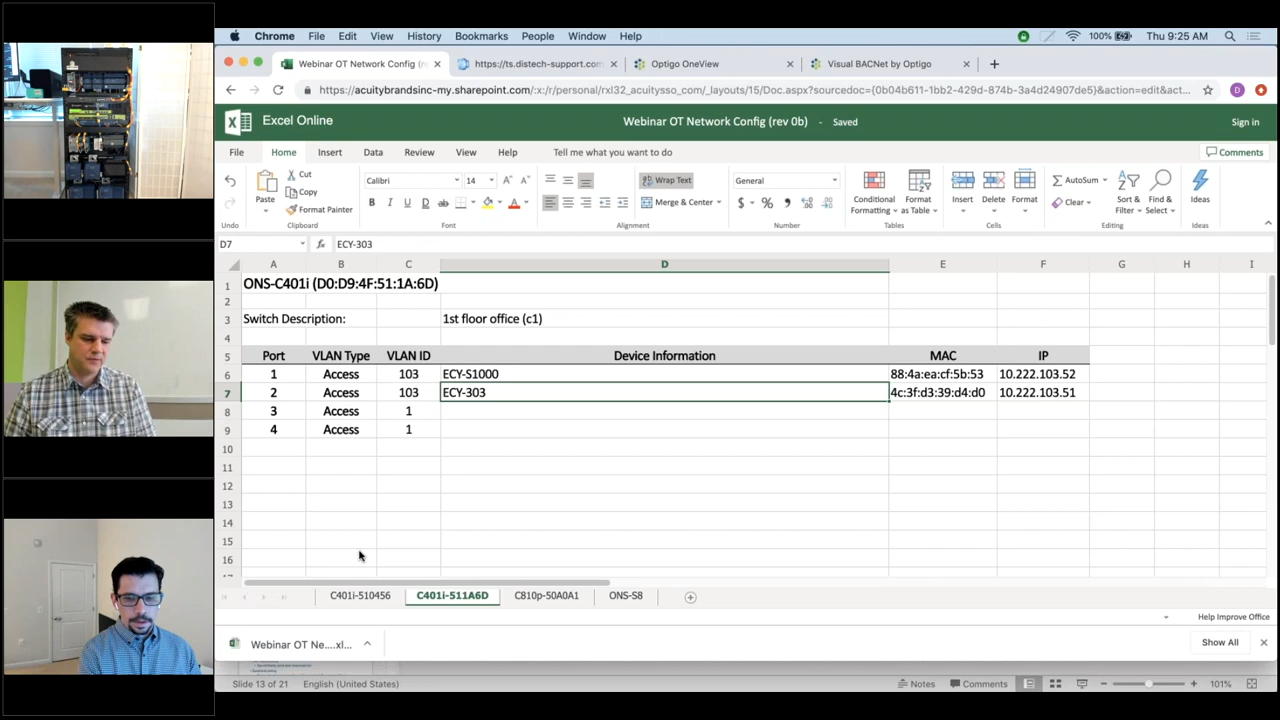 Chrome File Edit View History Bookmarks People Window Help 100% Thu 9:25 AM
Webinar OT Network Config (re × https://ts.distech-support.com × Optigo OneView × Visual BACNet by Optigo × +
https://acuitybrandsinc-my.sharepoint.com/:x:/r/personal/rxl32_acuitysso_com/_layouts/15/Doc.aspx?sourcedoc={0b04b611-1bb2-429d-874b-3a4d24907de5}&action=edit&act...
Excel Online Webinar OT Network Config (rev 0b) - Saved Sign in
File Home Insert Data Review View Help Tell me what you want to do Comments
Cut
Calibri 14 Wrap Text General AutoSum
Copy
Paste Format Painter Merge & Center Conditional Formatting Format as Table Insert Delete Format Clear Sort & Filter Find & Select Ideas
Undo Clipboard Font Alignment Number Tables Cells Editing Ideas
D7 fx ECY-303
A B C D E F G H I
1 ONS-C401i (D0:D9:4F:51:1A:6D)
2
3 Switch Description: 1st floor office (c1)
4
5 Port VLAN Type VLAN ID Device Information MAC IP
6 1 Access 103 ECY-S1000 88:4a:ea:cf:5b:53 10.222.103.52
7 2 Access 103 ECY-303 4c:3f:d3:39:d4:d0 10.222.103.51
8 3 Access 1
9 4 Access 1
10
11
12
13
14
15
16
C401i-510456 C401i-511A6D C810p-50A0A1 ONS-S8
Help Improve Office
Webinar OT Ne....xl... Show All ×
Slide 13 of 21 English (United States) Notes Comments 101%